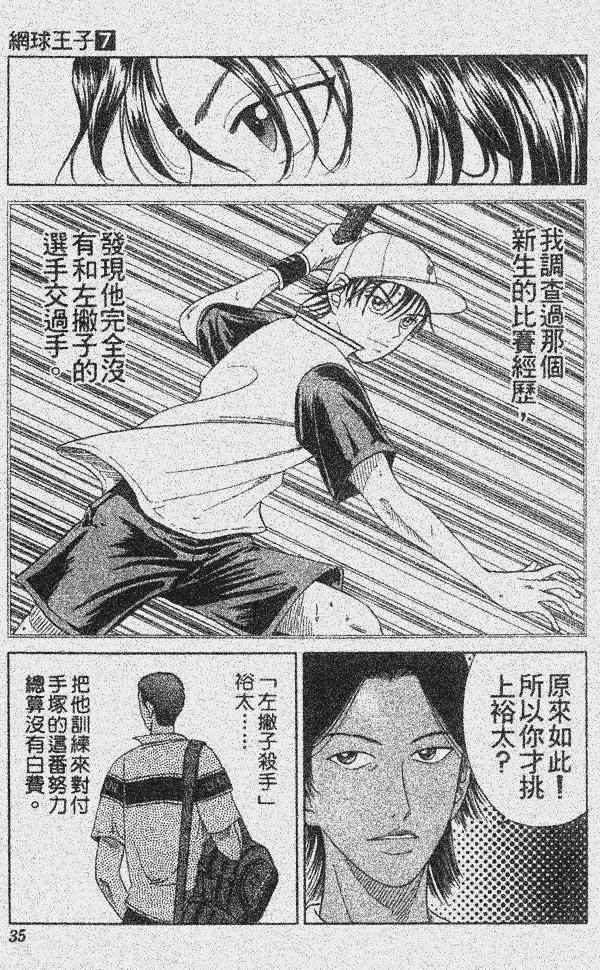 網球王子7
我調查過那個
新生的比賽經歷，
發現他完全沒
有和左撇子的
選手交過手。
原來如此！
所以你才挑
上裕太？
「左撇子殺手」
裕太……
把他訓練來對付
手塚的這番努力
總算沒有白費。
35